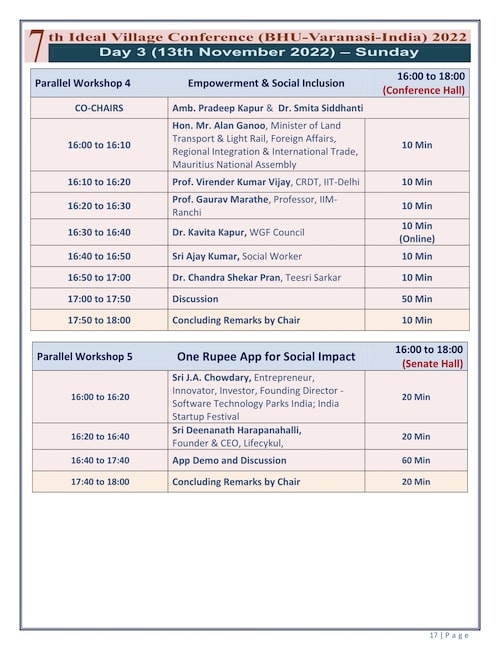 7th Ideal Village Conference (BHU-Varanasi-India) 2022
Day 3 (13th November 2022) – Sunday
Parallel Workshop 4 Empowerment & Social Inclusion 16:00 to 18:00
(Conference Hall)
CO-CHAIRS Amb. Pradeep Kapur & Dr. Smita Siddhanti
Hon. Mr. Alan Ganoo, Minister of Land
Transport & Light Rail, Foreign Affairs,
16:00 to 16:10 Regional Integration & International Trade, 10 Min
Mauritius National Assembly
16:10 to 16:20 Prof. Virender Kumar Vijay, CRDT, IIT-Delhi 10 Min
16:20 to 16:30 Prof. Gaurav Marathe, Professor, IIM- 10 Min
Ranchi
16:30 to 16:40 Dr. Kavita Kapur, WGF Council 10 Min
(Online)
16:40 to 16:50 Sri Ajay Kumar, Social Worker 10 Min
16:50 to 17:00 Dr. Chandra Shekar Pran, Teesri Sarkar 10 Min
17:00 to 17:50 Discussion 50 Min
17:50 to 18:00 Concluding Remarks by Chair 10 Min
Parallel Workshop 5 One Rupee App for Social Impact 16:00 to 18:00
(Senate Hall)
Sri J.A. Chowdary, Entrepreneur,
16:00 to 16:20 Innovator, Investor, Founding Director - 20 Min
Software Technology Parks India; India
Startup Festival
16:20 to 16:40 Sri Deenanath Harapanahalli, 20 Min
Founder & CEO, Lifecykul,
16:40 to 17:40 App Demo and Discussion 60 Min
17:40 to 18:00 Concluding Remarks by Chair 20 Min
17 | P a g e